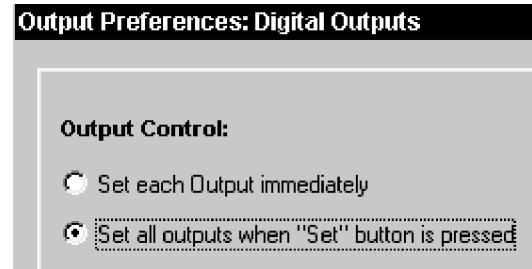 Output Preferences: Digital Outputs
Output Control:
Set each Output immediately
Set all outputs when "Set" button is pressed